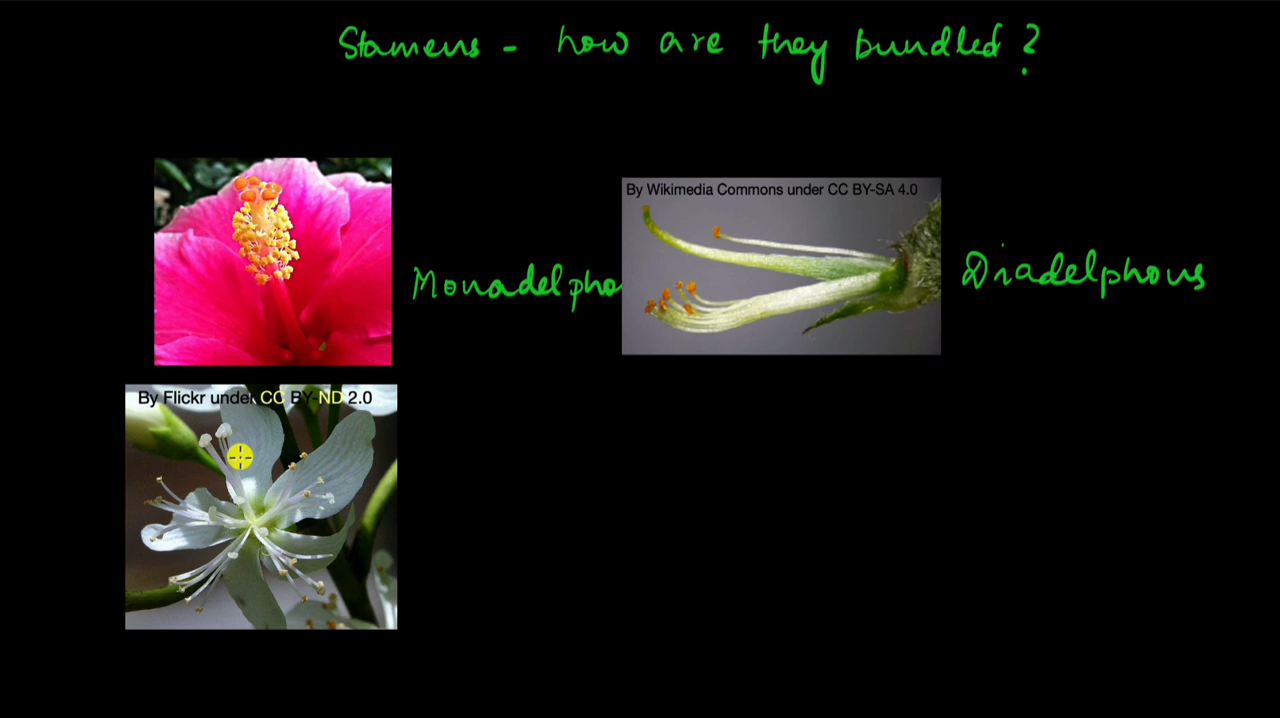 Stamens - how are they bundled ?
By Wikimedia Commons under CC BY-SA 4.0
Monadelpho
Diadelphous
By Flickr under CC BY-ND 2.0